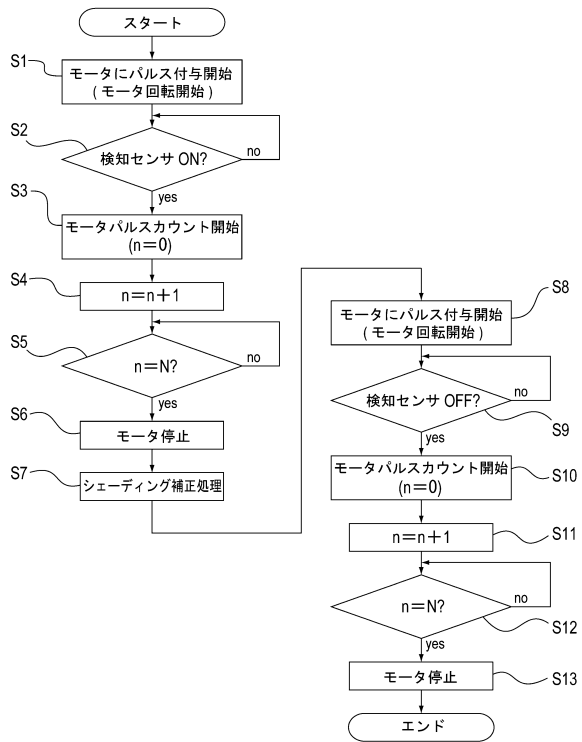 スタート
S1
モータにパルス付与開始
(モータ回転開始)
S2
検知センサ ON?
no
yes
S3
モータパルスカウント開始
(n=0)
S4
n=n+1
S5
n=N?
no
yes
S6
モータ停止
S7
シェーディング補正処理
S8
モータにパルス付与開始
(モータ回転開始)
検知センサ OFF?
no
S9
yes
モータパルスカウント開始
(n=0)
S10
n=n+1
S11
n=N?
no
S12
yes
モータ停止
S13
エンド